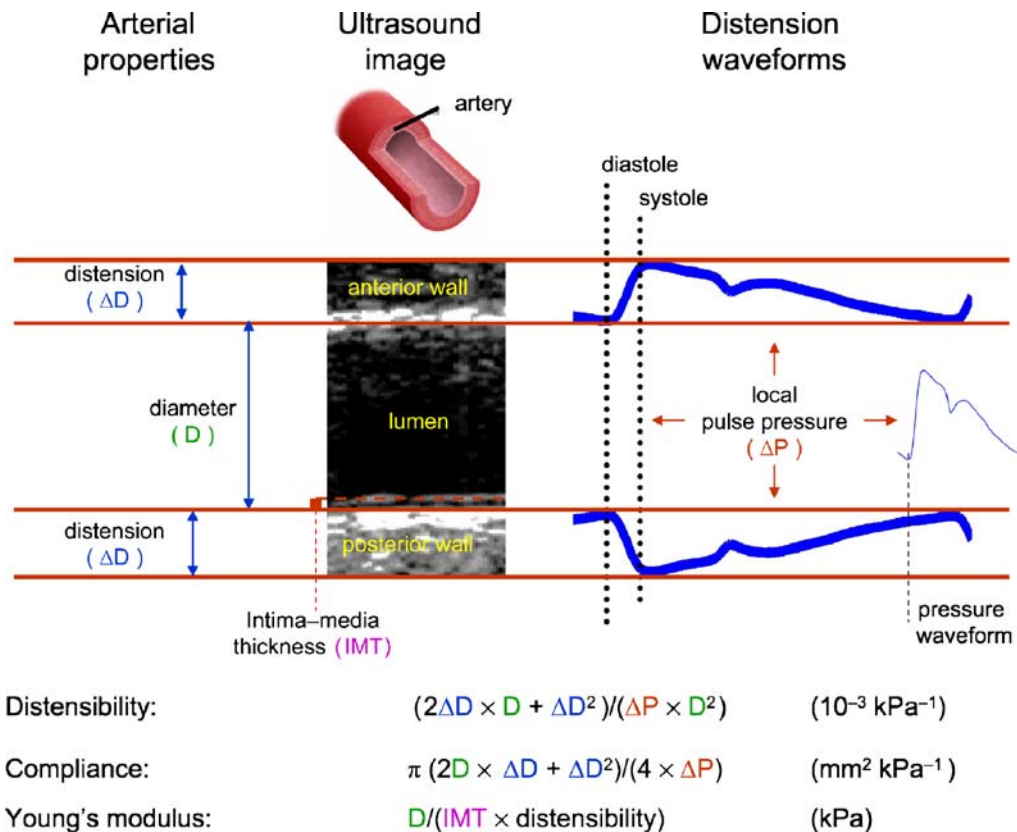 Arterial
properties
Ultrasound
image
Distension
waveforms
artery
diastole
systole
distension
( ΔD )
anterior wall
diameter
( D )
lumen
local
pulse pressure
( ΔP )
distension
( ΔD )
posterior wall
Intima–media
thickness ( IMT )
pressure
waveform
Distensibility: (2ΔD × D + ΔD²)/(ΔP × D²) (10⁻³ kPa⁻¹)
Compliance: π (2D × ΔD + ΔD²)/(4 × ΔP) (mm² kPa⁻¹)
Young's modulus: D/(IMT × distensibility) (kPa)